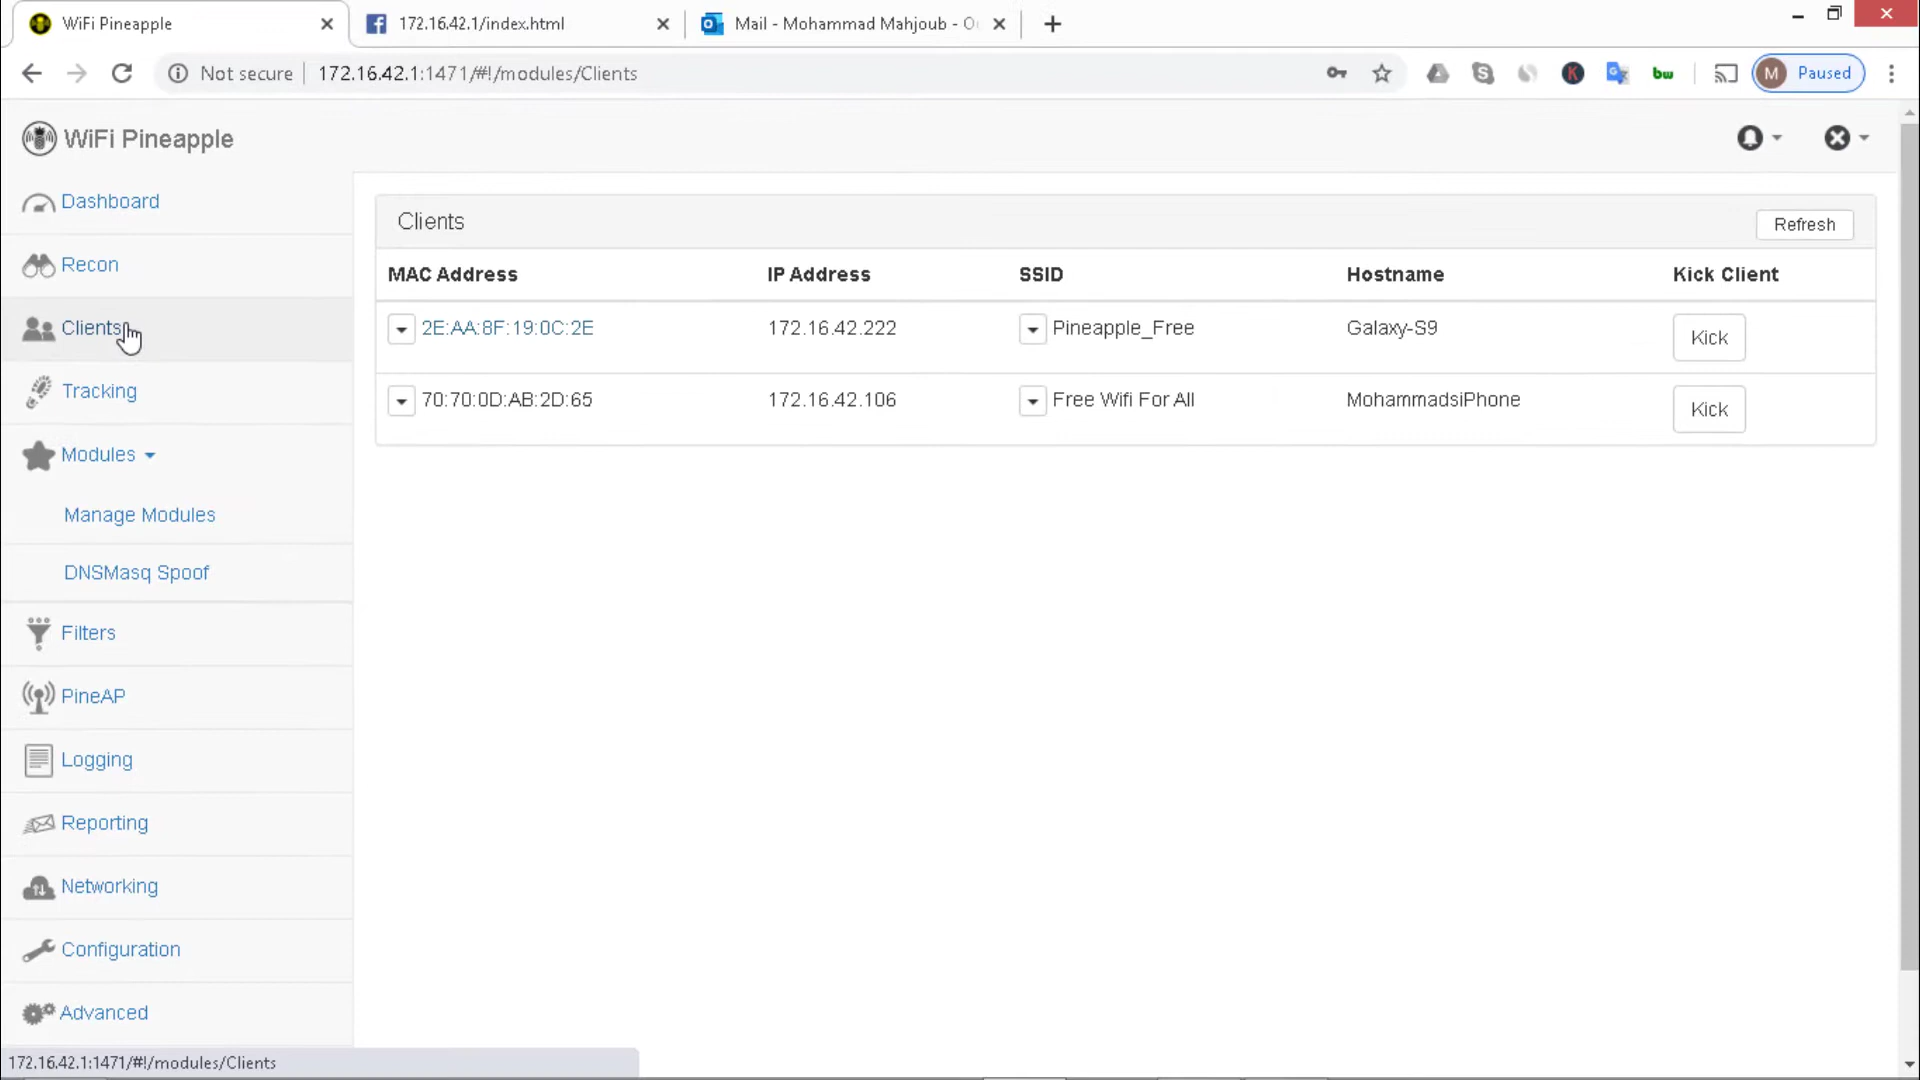 WiFi Pineapple
172.16.42.1/index.html
Mail - Mohammad Mahjoub - O
Not secure
172.16.42.1:1471/#!/modules/Clients
K
bw
M Paused
WiFi Pineapple
Dashboard
Recon
Clients
Tracking
Modules
Manage Modules
DNSMasq Spoof
Filters
PineAP
Logging
Reporting
Networking
Configuration
Advanced
Clients
Refresh
MAC Address IP Address SSID Hostname Kick Client
2E:AA:8F:19:0C:2E 172.16.42.222 Pineapple_Free Galaxy-S9 Kick
70:70:0D:AB:2D:65 172.16.42.106 Free Wifi For All MohammadsiPhone Kick
172.16.42.1:1471/#!/modules/Clients